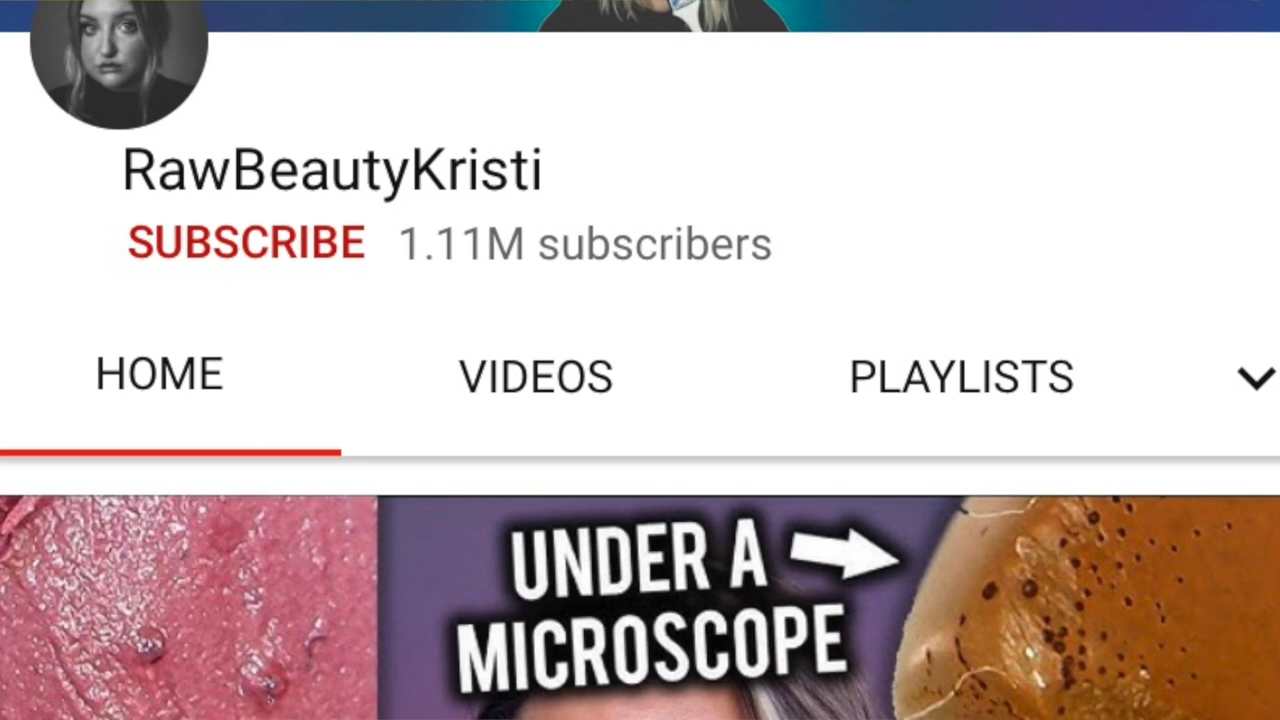 RawBeautyKristi
SUBSCRIBE 1.11M subscribers
HOME VIDEOS PLAYLISTS
UNDER A
MICROSCOPE